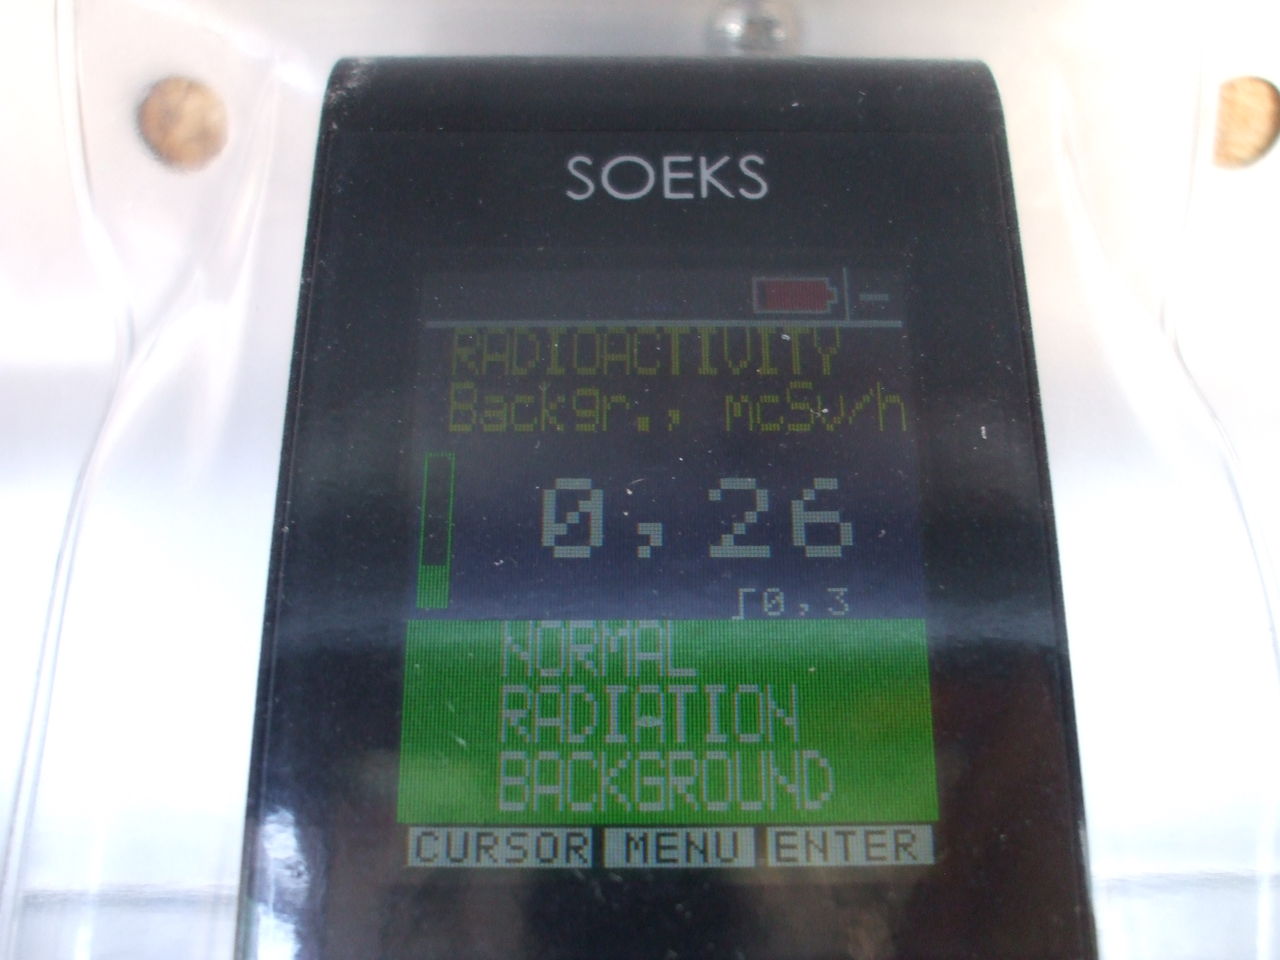 SOEKS
RADIOACTIVITY
Backgr., mcSv/h
0,26
⎧0,3
NORMAL
RADIATION
BACKGROUND
CURSOR MENU ENTER